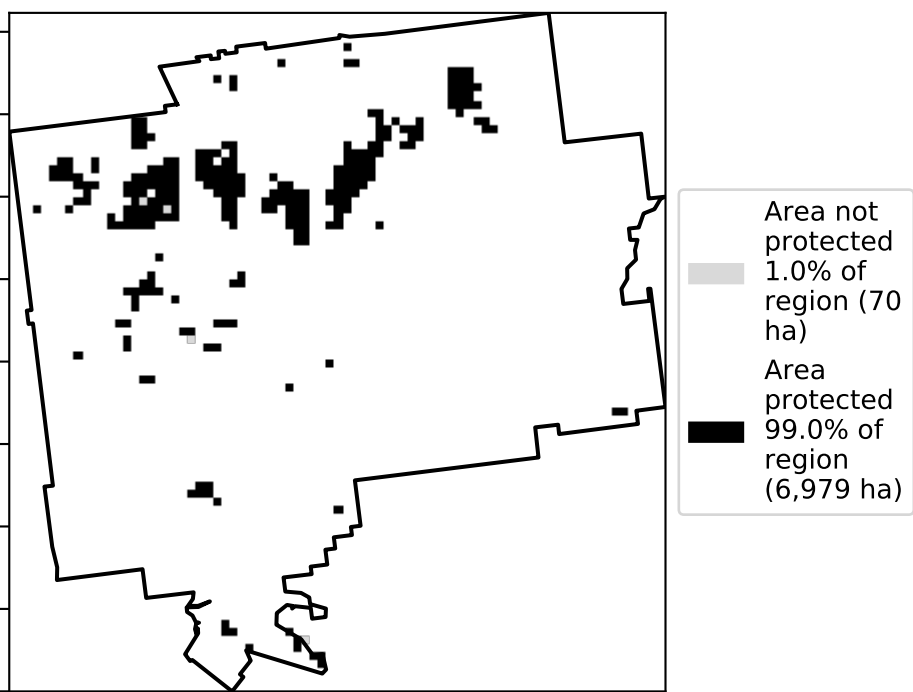 Area not
protected
1.0% of
region (70
ha)
Area
protected
99.0% of
region
(6,979 ha)